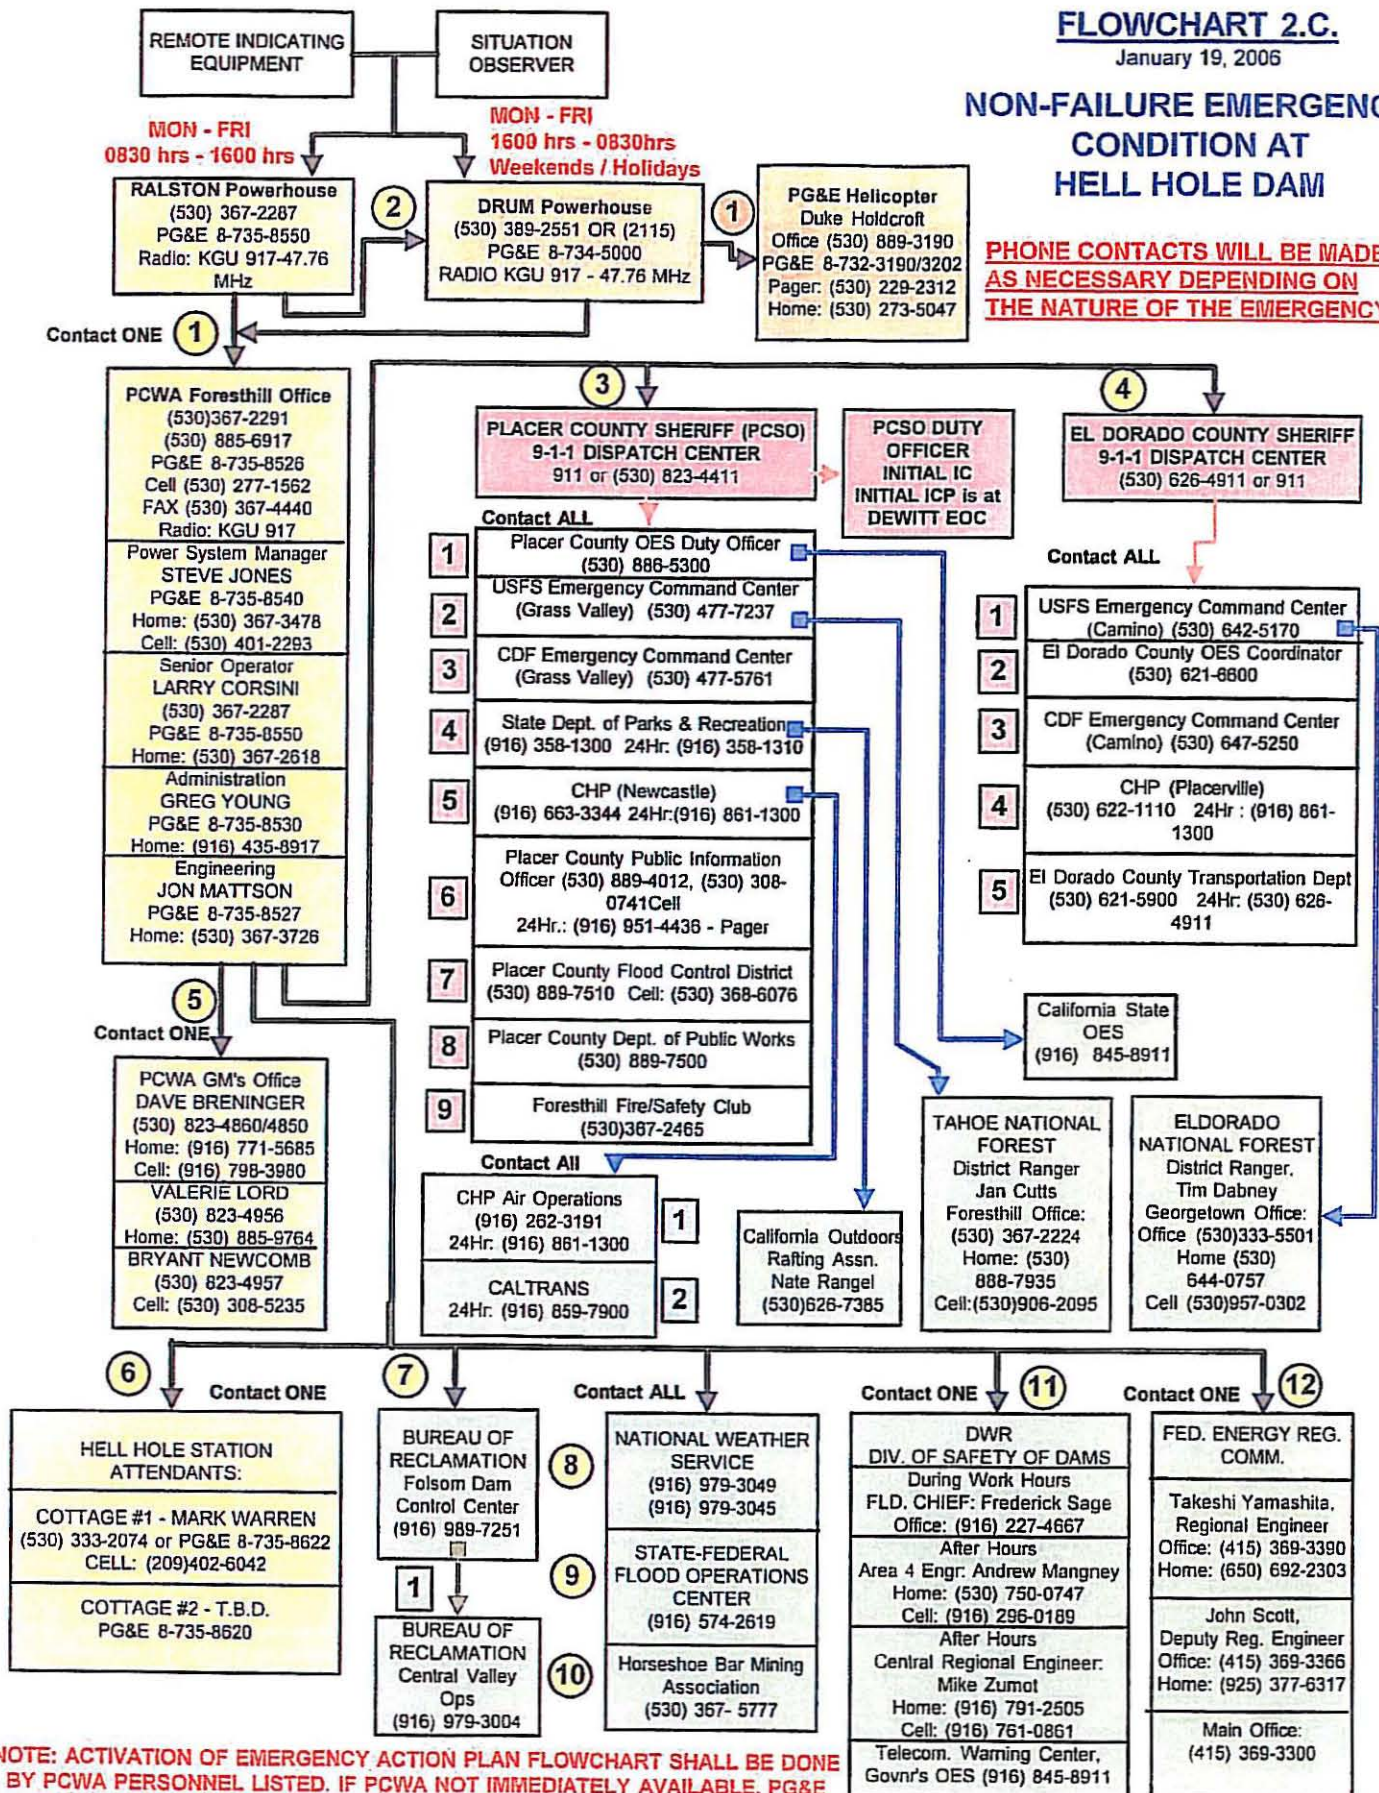 FLOWCHART 2.C.
January 19, 2006
NON-FAILURE EMERGENC
CONDITION AT
HELL HOLE DAM
PHONE CONTACTS WILL BE MADE
AS NECESSARY DEPENDING ON
THE NATURE OF THE EMERGENCY
REMOTE INDICATING
EQUIPMENT
SITUATION
OBSERVER
MON - FRI
0830 hrs - 1600 hrs
MON - FRI
1600 hrs - 0830hrs
Weekends / Holidays
RALSTON Powerhouse
(530) 367-2287
PG&E 8-735-8550
Radio: KGU 917-47.76
MHz
2
DRUM Powerhouse
(530) 389-2551 OR (2115)
PG&E 8-734-5000
RADIO KGU 917 - 47.76 MHz
1
PG&E Helicopter
Duke Holdcroft
Office (530) 889-3190
PG&E 8-732-3190/3202
Pager: (530) 229-2312
Home: (530) 273-5047
Contact ONE
1
PCWA Foresthill Office
(530)367-2291
(530) 885-6917
PG&E 8-735-8526
Cell (530) 277-1562
FAX (530) 367-4440
Radio: KGU 917
Power System Manager
STEVE JONES
PG&E 8-735-8540
Home: (530) 367-3478
Cell: (530) 401-2293
Senior Operator
LARRY CORSINI
(530) 367-2287
PG&E 8-735-8550
Home: (530) 367-2618
Administration
GREG YOUNG
PG&E 8-735-8530
Home: (916) 435-8917
Engineering
JON MATTSON
PG&E 8-735-8527
Home: (530) 367-3726
3
PLACER COUNTY SHERIFF (PCSO)
9-1-1 DISPATCH CENTER
911 or (530) 823-4411
PCSO DUTY
OFFICER
INITIAL IC
INITIAL ICP is at
DEWITT EOC
4
EL DORADO COUNTY SHERIFF
9-1-1 DISPATCH CENTER
(530) 626-4911 or 911
Contact ALL
1
Placer County OES Duty Officer
(530) 886-5300
2
USFS Emergency Command Center
(Grass Valley) (530) 477-7237
3
CDF Emergency Command Center
(Grass Valley) (530) 477-5761
4
State Dept. of Parks & Recreation
(916) 358-1300 24Hr: (916) 358-1310
5
CHP (Newcastle)
(916) 663-3344 24Hr:(916) 861-1300
6
Placer County Public Information
Officer (530) 889-4012, (530) 308-
0741Cell
24Hr.: (916) 951-4436 - Pager
7
Placer County Flood Control District
(530) 889-7510 Cell: (530) 368-6076
8
Placer County Dept. of Public Works
(530) 889-7500
9
Foresthill Fire/Safety Club
(530)367-2465
Contact ALL
1
USFS Emergency Command Center
(Camino) (530) 642-5170
2
El Dorado County OES Coordinator
(530) 621-6600
3
CDF Emergency Command Center
(Camino) (530) 647-5250
4
CHP (Placerville)
(530) 622-1110 24Hr : (916) 861-
1300
5
El Dorado County Transportation Dept
(530) 621-5900 24Hr: (530) 626-
4911
5
Contact ONE
PCWA GM's Office
DAVE BRENINGER
(530) 823-4860/4850
Home: (916) 771-5685
Cell: (916) 798-3980
VALERIE LORD
(530) 823-4956
Home: (530) 885-9764
BRYANT NEWCOMB
(530) 823-4957
Cell: (530) 308-5235
Contact All
CHP Air Operations
(916) 262-3191
24Hr: (916) 861-1300
1
CALTRANS
24Hr: (916) 859-7900
2
California Outdoors
Rafting Assn.
Nate Rangel
(530)626-7385
California State
OES
(916) 845-8911
TAHOE NATIONAL
FOREST
District Ranger
Jan Cutts
Foresthill Office:
(530) 367-2224
Home: (530)
888-7935
Cell:(530)906-2095
ELDORADO
NATIONAL FOREST
District Ranger,
Tim Dabney
Georgetown Office:
Office (530)333-5501
Home (530)
644-0757
Cell (530)957-0302
6
Contact ONE
HELL HOLE STATION
ATTENDANTS:
COTTAGE #1 - MARK WARREN
(530) 333-2074 or PG&E 8-735-8622
CELL: (209)402-6042
COTTAGE #2 - T.B.D.
PG&E 8-735-8620
7
BUREAU OF
RECLAMATION
Folsom Dam
Control Center
(916) 989-7251
1
BUREAU OF
RECLAMATION
Central Valley
Ops
(916) 979-3004
Contact ALL
8
NATIONAL WEATHER
SERVICE
(916) 979-3049
(916) 979-3045
9
STATE-FEDERAL
FLOOD OPERATIONS
CENTER
(916) 574-2619
10
Horseshoe Bar Mining
Association
(530) 367- 5777
Contact ONE
11
DWR
DIV. OF SAFETY OF DAMS
During Work Hours
FLD. CHIEF: Frederick Sage
Office: (916) 227-4667
After Hours
Area 4 Engr: Andrew Mangney
Home: (530) 750-0747
Cell: (916) 296-0189
After Hours
Central Regional Engineer:
Mike Zumot
Home: (916) 791-2505
Cell: (916) 761-0861
Telecom. Warning Center,
Govnr's OES (916) 845-8911
Contact ONE
12
FED. ENERGY REG.
COMM.
Takeshi Yamashita,
Regional Engineer
Office: (415) 369-3390
Home: (650) 692-2303
John Scott,
Deputy Reg. Engineer
Office: (415) 369-3366
Home: (925) 377-6317
Main Office:
(415) 369-3300
NOTE: ACTIVATION OF EMERGENCY ACTION PLAN FLOWCHART SHALL BE DONE
BY PCWA PERSONNEL LISTED. IF PCWA NOT IMMEDIATELY AVAILABLE, PG&E